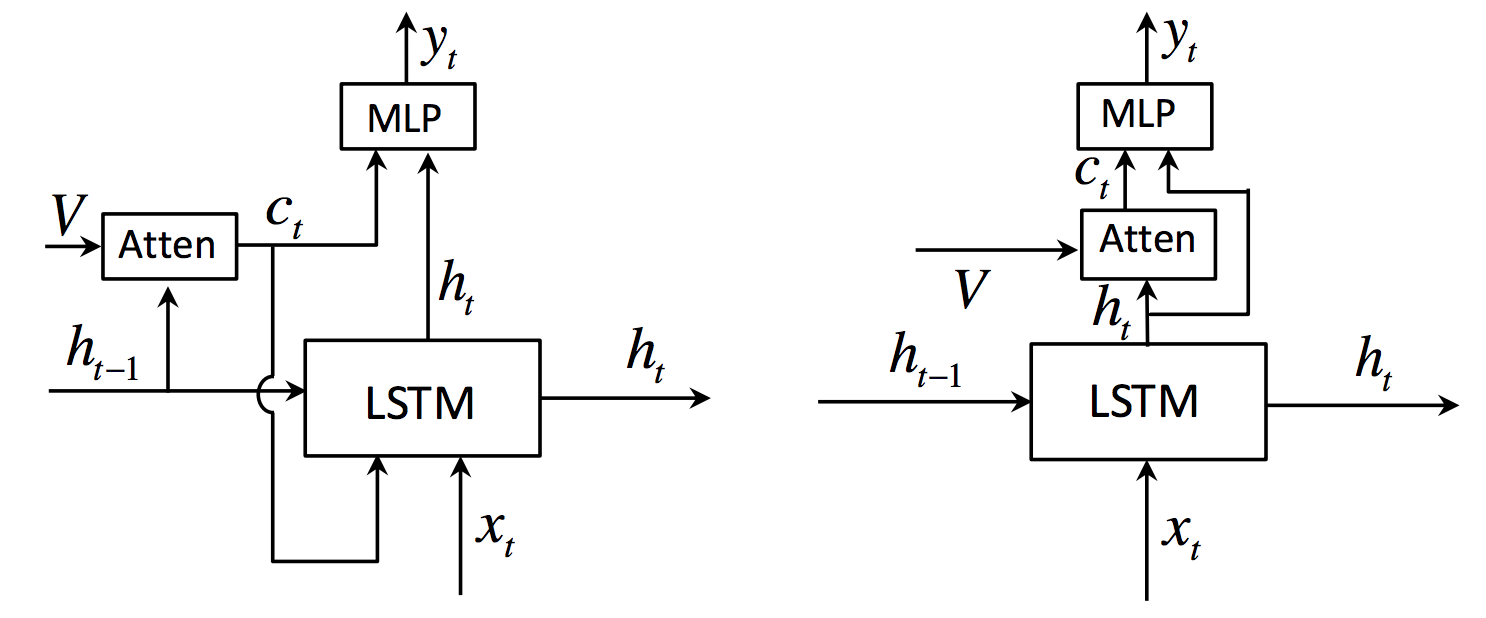 y_t
MLP
V
Atten
c_t
h_t
h_{t-1}
LSTM
h_t
x_t
y_t
MLP
c_t
Atten
V
h_t
h_{t-1}
LSTM
h_t
x_t